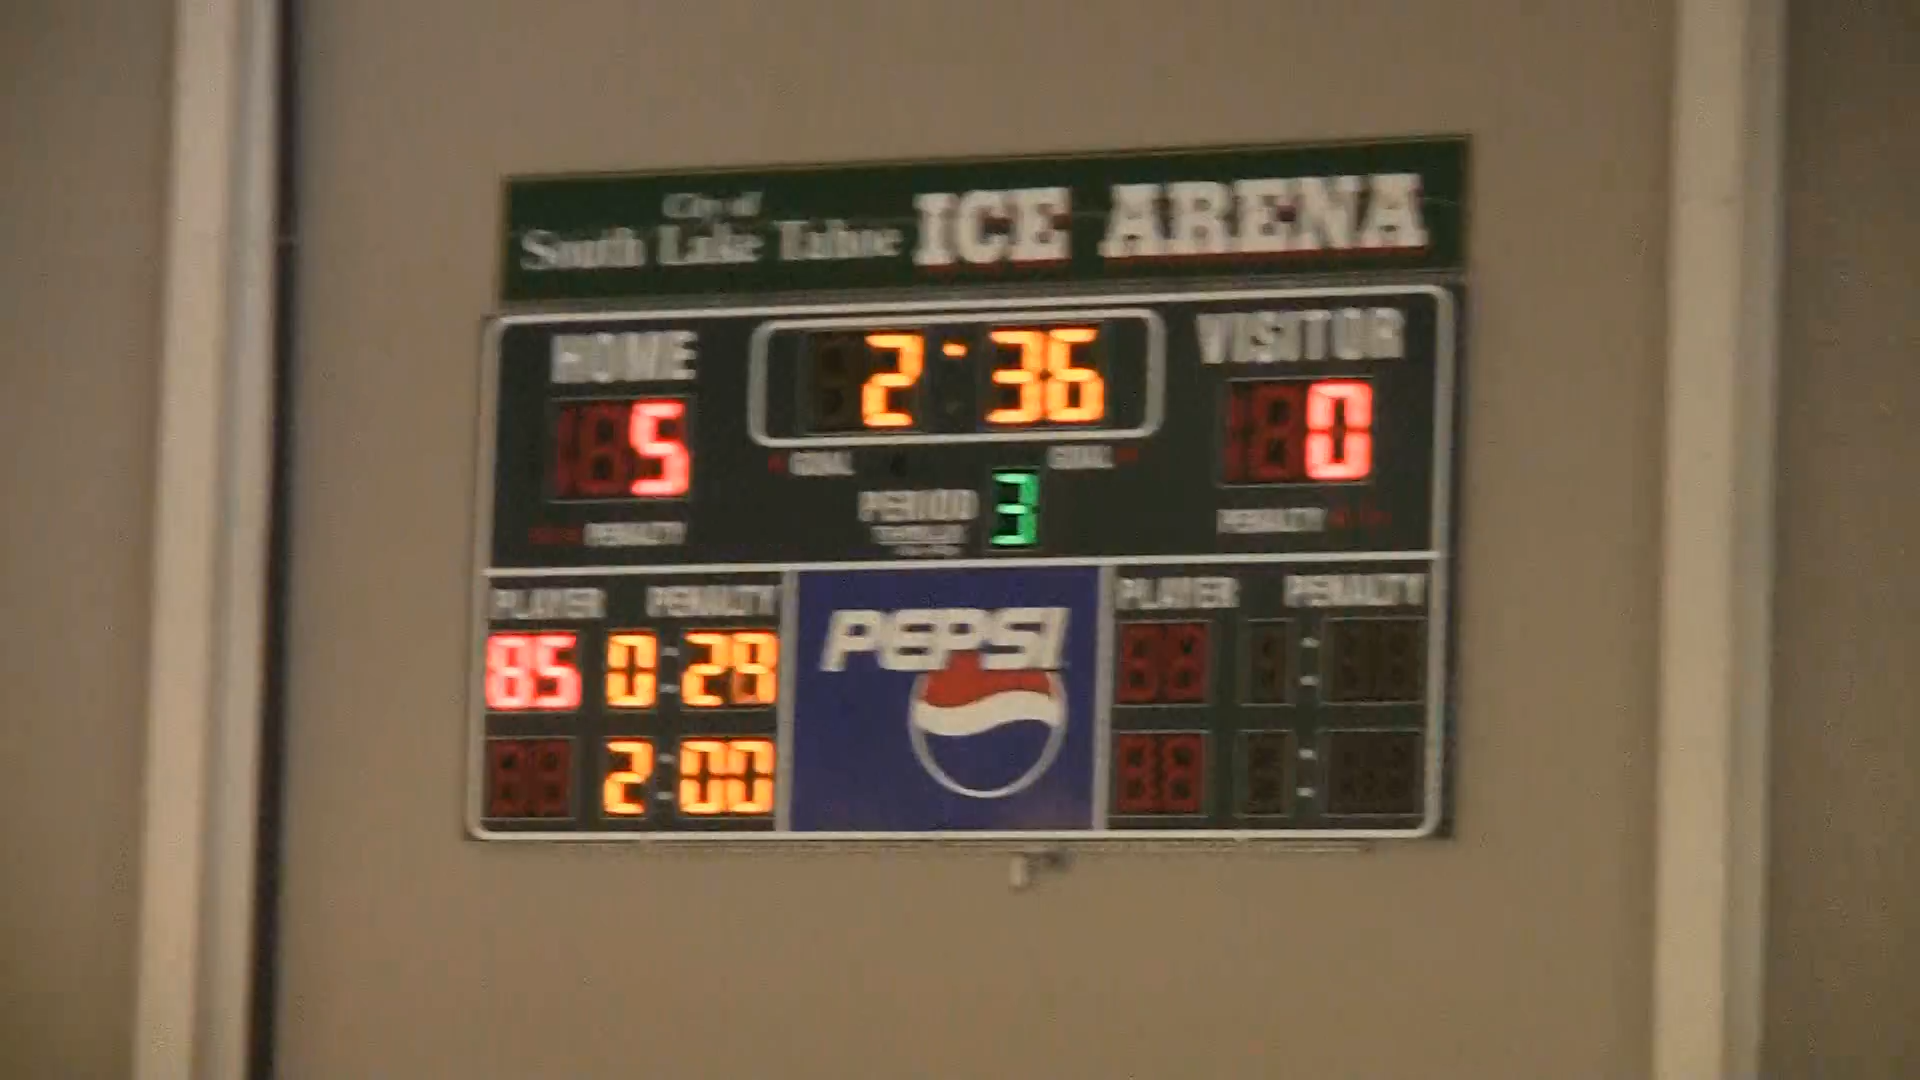 City of
South Lake Tahoe ICE ARENA
HOME 2:36 VISITOR
5 0
GOAL GOAL
PERIOD 3
PENALTY PENALTY
PLAYER PENALTY PLAYER PENALTY
85 0:29
2:00
PEPSI